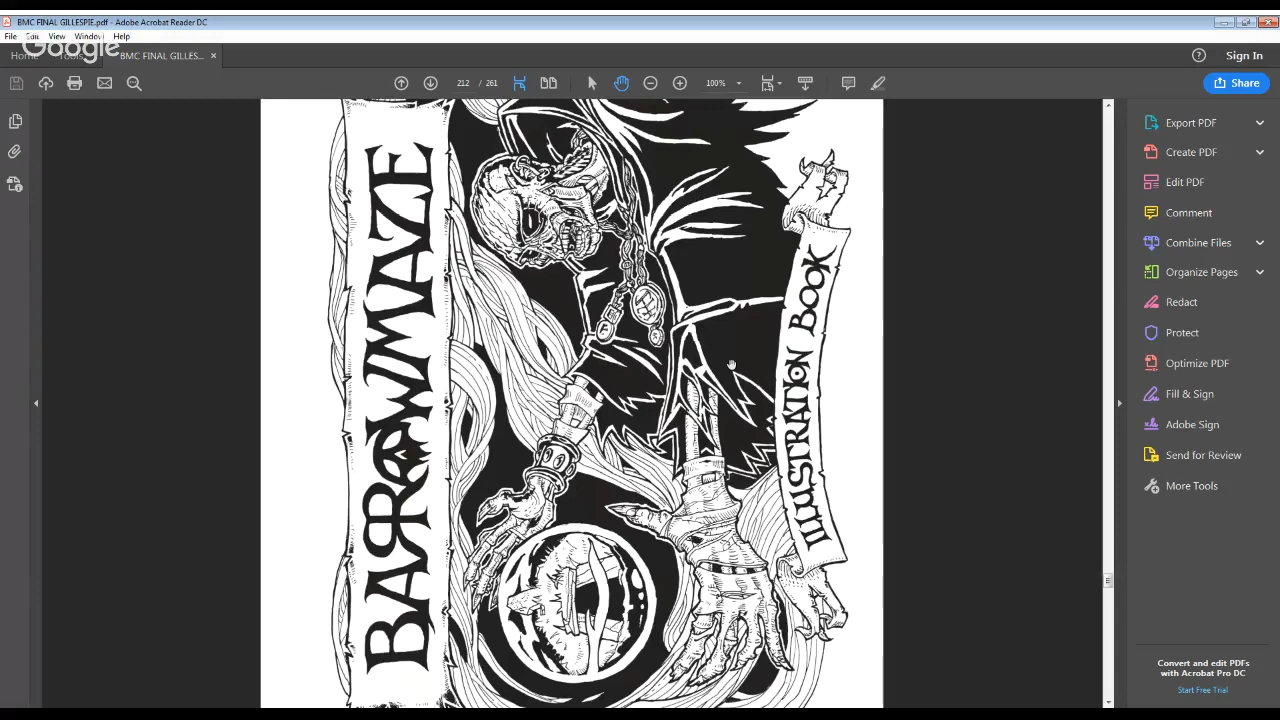 BMC FINAL GILLESPIE.pdf - Adobe Acrobat Reader DC
File Edit View Window Help
Google
Home Tools BMC FINAL GILLES... ×
Sign In
212 / 261
100%
Share
BARROWMAZE
ILLUSTRATION BOOK
Export PDF
Create PDF
Edit PDF
Comment
Combine Files
Organize Pages
Redact
Protect
Optimize PDF
Fill & Sign
Adobe Sign
Send for Review
More Tools
Convert and edit PDFs
with Acrobat Pro DC
Start Free Trial